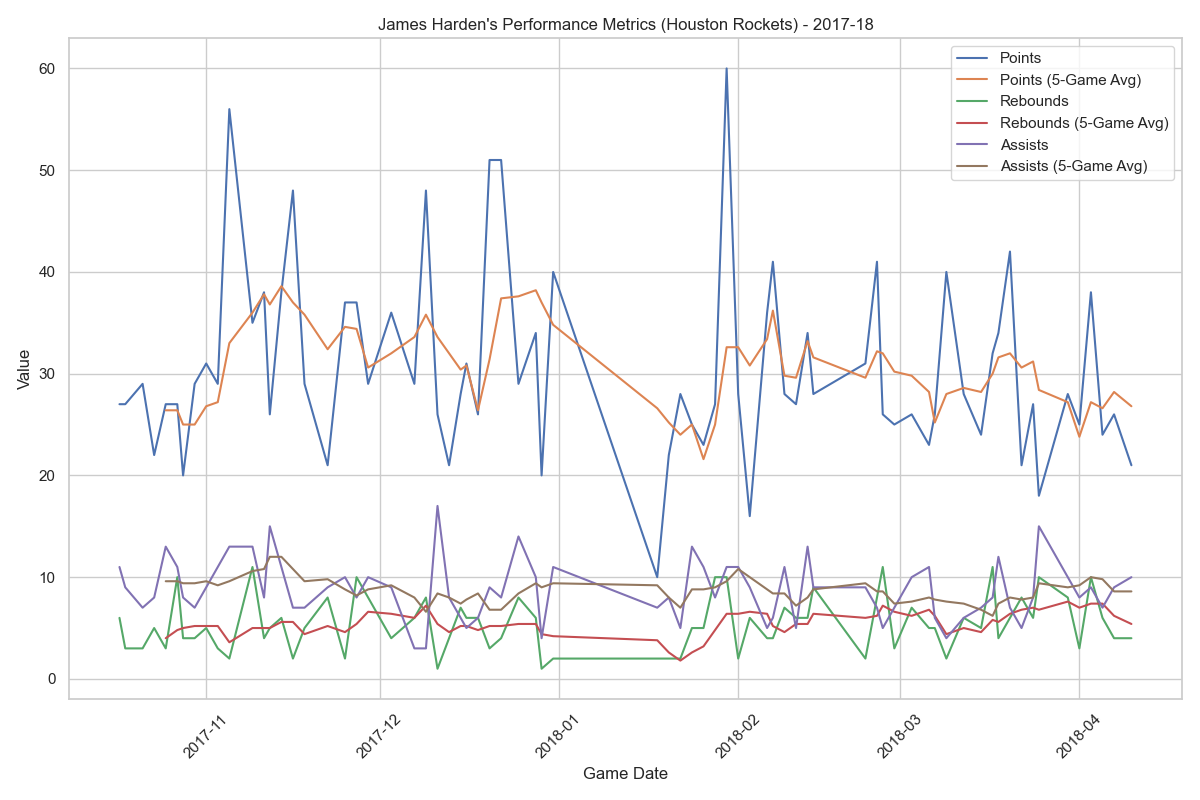 James Harden's Performance Metrics (Houston Rockets) - 2017-18
Points
Points (5-Game Avg)
Rebounds
Rebounds (5-Game Avg)
Assists
Assists (5-Game Avg)
Value
60
50
40
30
20
10
0
2017-11
2017-12
2018-01
2018-02
2018-03
2018-04
Game Date